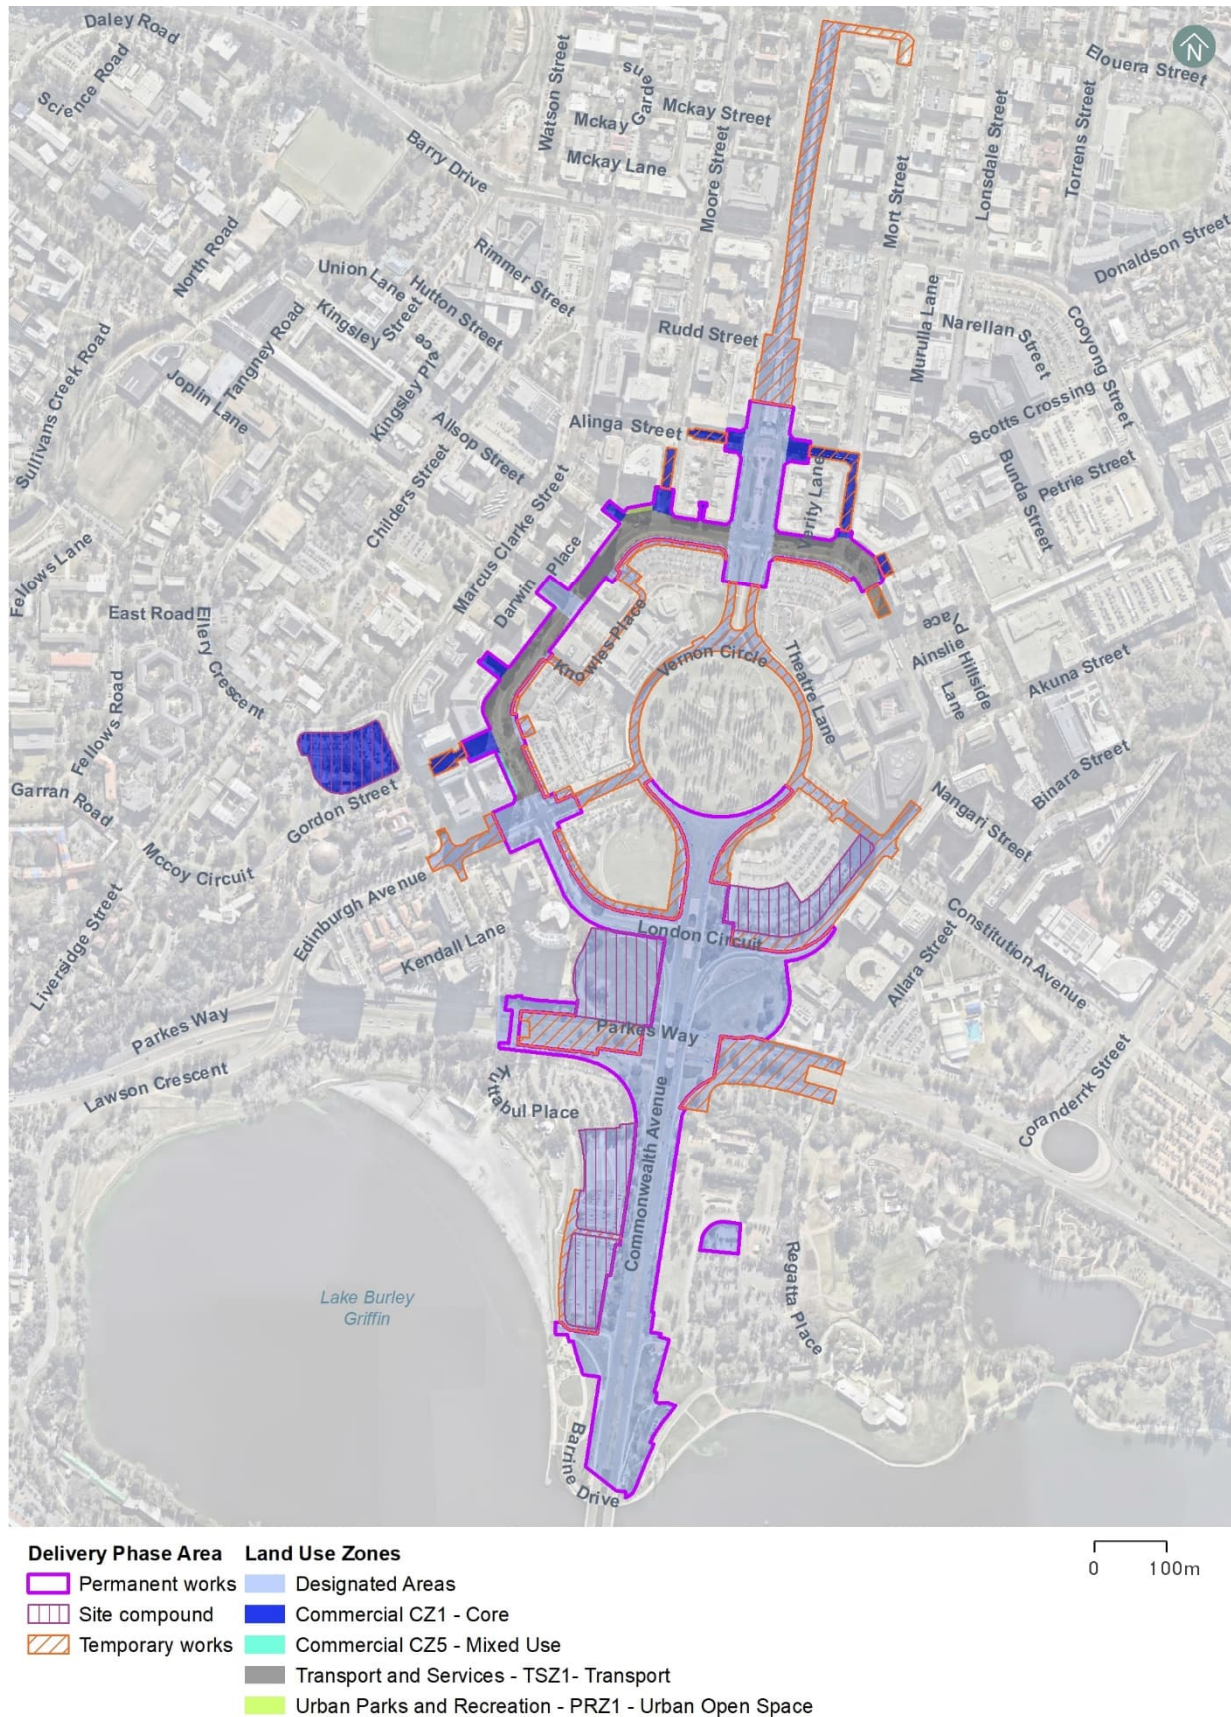 Daley Road
Science Road
Watson Street
Mckay Gardens
Mckay Street
Mckay Lane
Moore Street
Elouera Street
Lonsdale Street
Torrens Street
Mort Street
Donaldson Street
Barry Drive
North Road
Union Lane
Hutton Street
Rimmer Street
Kingsley Street
Tangney Road
Kingsley Place
Joplin Lane
Sullivans Creek Road
Rudd Street
Murulla Lane
Narellan Street
Cooyong Street
Scotts Crossing
Alinga Street
Allsop Street
Childers Street
Marcus Clarke Street
Verity Lane
Bunda Street
Petrie Street
Fellows Lane
East Road
Ellery Crescent
Darwin Place
Knowles Place
Vernon Circle
Theatre Lane
Ainslie Place
Hillside Lane
Akuna Street
Fellows Road
Garran Road
Gordon Street
Mccoy Circuit
Nangari Street
Binara Street
Edinburgh Avenue
Liversidge Street
Kendall Lane
London Circuit
Constitution Avenue
Allara Street
Parkes Way
Parkes Way
Lawson Crescent
Kuttabul Place
Commonwealth Avenue
Coranderrk Street
Regatta Place
Lake Burley
Griffin
Barrine Drive
N
Delivery Phase Area
Permanent works
Site compound
Temporary works
Land Use Zones
Designated Areas
Commercial CZ1 - Core
Commercial CZ5 - Mixed Use
Transport and Services - TSZ1- Transport
Urban Parks and Recreation - PRZ1 - Urban Open Space
0 100m